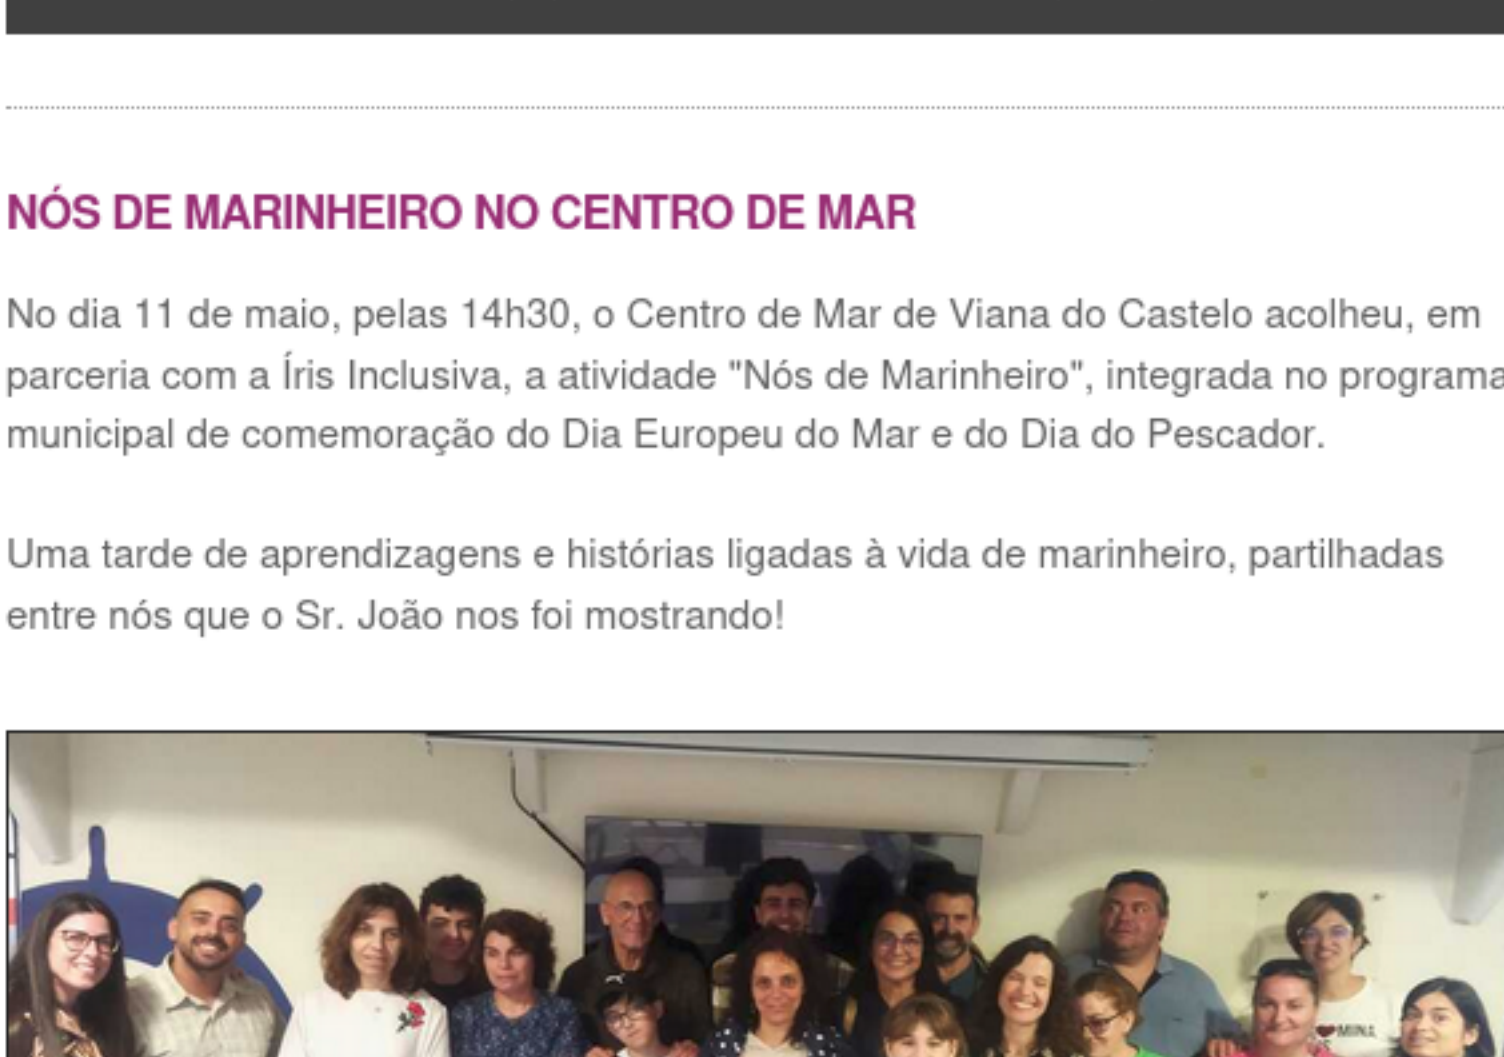 NÓS DE MARINHEIRO NO CENTRO DE MAR
No dia 11 de maio, pelas 14h30, o Centro de Mar de Viana do Castelo acolheu, em
parceria com a Íris Inclusiva, a atividade "Nós de Marinheiro", integrada no programa
municipal de comemoração do Dia Europeu do Mar e do Dia do Pescador.
Uma tarde de aprendizagens e histórias ligadas à vida de marinheiro, partilhadas
entre nós que o Sr. João nos foi mostrando!